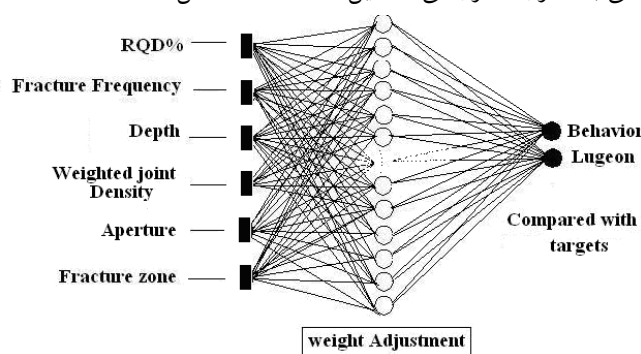 RQD%
Fracture Frequency
Depth
Weighted joint
Density
Aperture
Fracture zone
Behavior
Lugeon
Compared with
targets
weight Adjustment